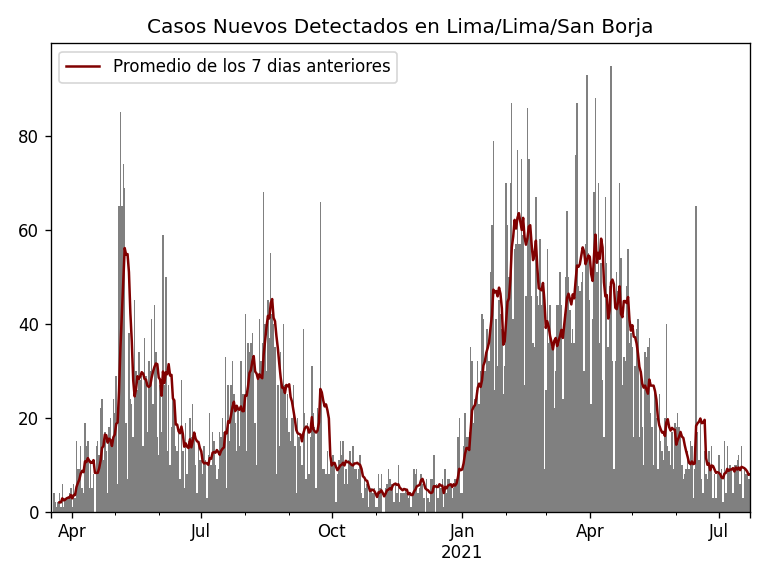 Casos Nuevos Detectados en Lima/Lima/San Borja
Promedio de los 7 dias anteriores
80
60
40
20
0
Apr
Jul
Oct
Jan
2021
Apr
Jul